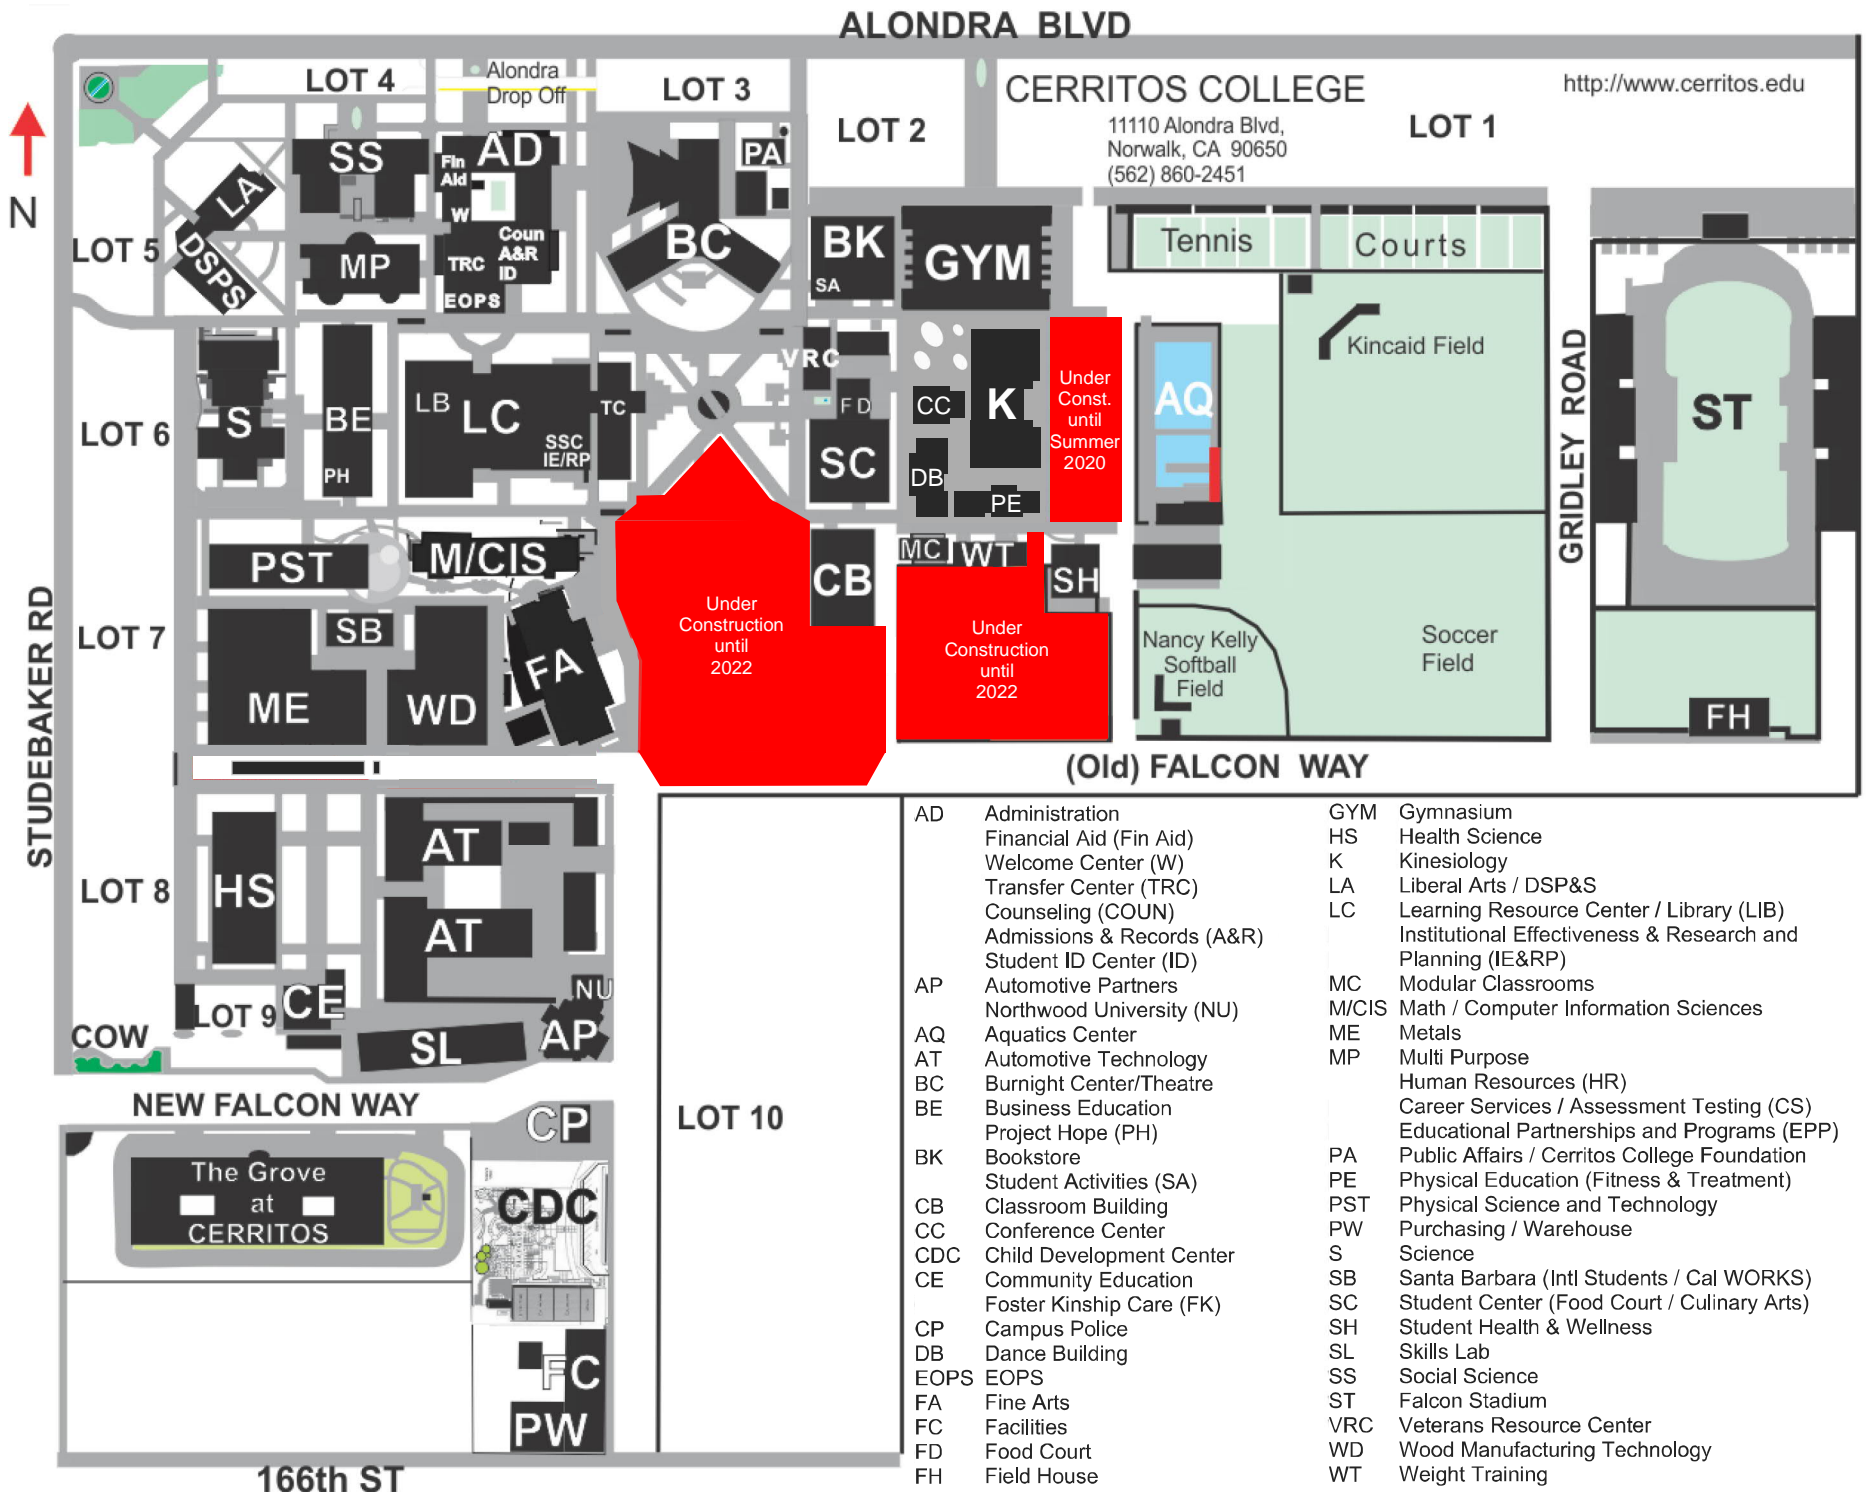 ALONDRA BLVD
LOT 4
Alondra
Drop Off
LOT 3
LOT 2
CERRITOS COLLEGE
11110 Alondra Blvd,
Norwalk, CA 90650
(562) 860-2451
LOT 1
http://www.cerritos.edu
N
SS
Fin
Aid
AD
W
Coun
A&R
ID
TRC
EOPS
PA
LA
DSPS
LOT 5
MP
BC
BK
SA
GYM
Tennis Courts
Kincaid Field
GRIDLEY ROAD
ST
VRC
FD
SC
CC
K
DB
PE
Under
Const.
until
Summer
2020
AQ
LOT 6
S
BE
PH
LB
LC
SSC
IE/RP
TC
PST
M/CIS
CB
MC
WT
SH
STUDEBAKER RD
LOT 7
SB
ME
WD
FA
Under
Construction
until
2022
Under
Construction
until
2022
Nancy Kelly
Softball
Field
Soccer
Field
FH
(Old) FALCON WAY
LOT 8
HS
AT
AT
NU
AP
LOT 9
CE
SL
COW
NEW FALCON WAY
CP
The Grove
at
CERRITOS
CDC
FC
PW
LOT 10
166th ST
AD Administration
Financial Aid (Fin Aid)
Welcome Center (W)
Transfer Center (TRC)
Counseling (COUN)
Admissions & Records (A&R)
Student ID Center (ID)
AP Automotive Partners
Northwood University (NU)
AQ Aquatics Center
AT Automotive Technology
BC Burnight Center/Theatre
BE Business Education
Project Hope (PH)
BK Bookstore
Student Activities (SA)
CB Classroom Building
CC Conference Center
CDC Child Development Center
CE Community Education
Foster Kinship Care (FK)
CP Campus Police
DB Dance Building
EOPS EOPS
FA Fine Arts
FC Facilities
FD Food Court
FH Field House
GYM Gymnasium
HS Health Science
K Kinesiology
LA Liberal Arts / DSP&S
LC Learning Resource Center / Library (LIB)
Institutional Effectiveness & Research and
Planning (IE&RP)
MC Modular Classrooms
M/CIS Math / Computer Information Sciences
ME Metals
MP Multi Purpose
Human Resources (HR)
Career Services / Assessment Testing (CS)
Educational Partnerships and Programs (EPP)
PA Public Affairs / Cerritos College Foundation
PE Physical Education (Fitness & Treatment)
PST Physical Science and Technology
PW Purchasing / Warehouse
S Science
SB Santa Barbara (Intl Students / Cal WORKS)
SC Student Center (Food Court / Culinary Arts)
SH Student Health & Wellness
SL Skills Lab
SS Social Science
ST Falcon Stadium
VRC Veterans Resource Center
WD Wood Manufacturing Technology
WT Weight Training